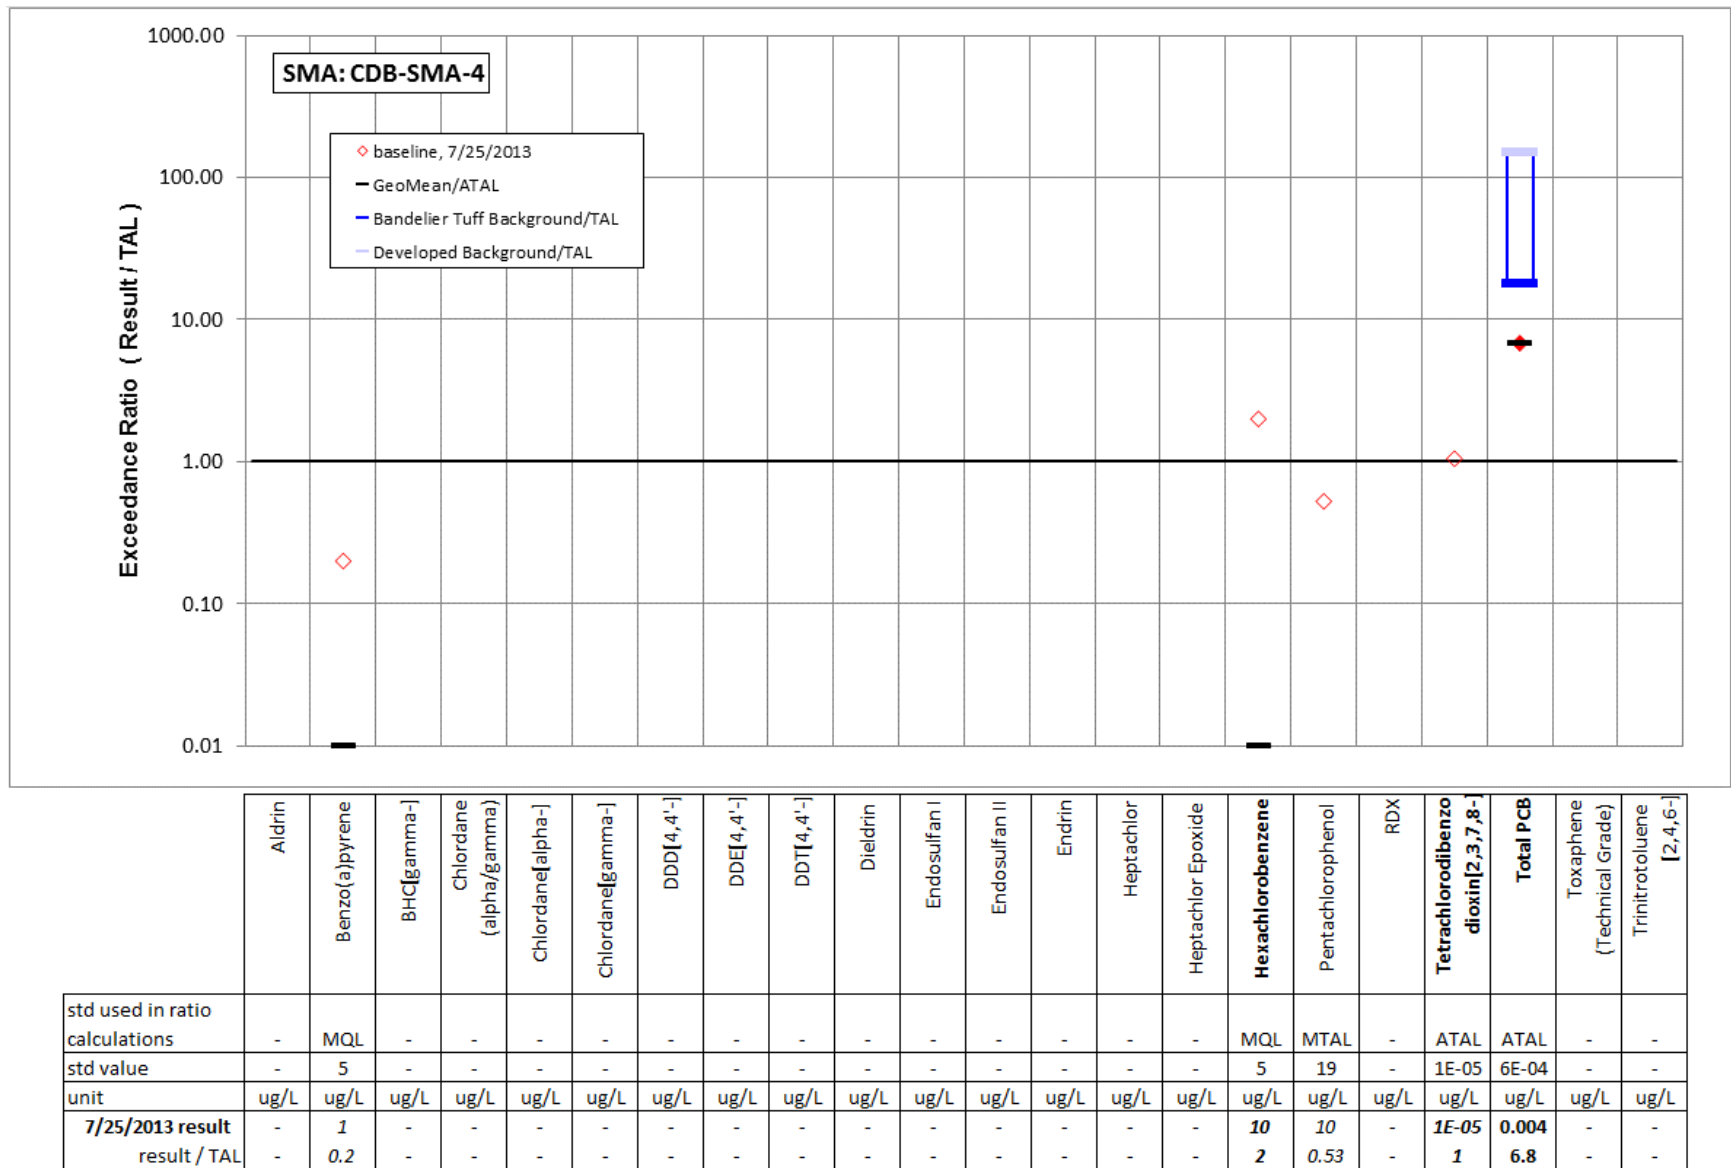 SMA: CDB-SMA-4
baseline, 7/25/2013
GeoMean/ATAL
Bandelier Tuff Background/TAL
Developed Background/TAL
Exceedance Ratio ( Result / TAL )
1000.00
100.00
10.00
1.00
0.10
0.01
Aldrin
Benzo(a)pyrene
BHC[gamma-]
Chlordane
(alpha/gamma)
Chlordane[alpha-]
Chlordane[gamma-]
DDD[4,4'-]
DDE[4,4'-]
DDT[4,4'-]
Dieldrin
Endosulfan I
Endosulfan II
Endrin
Heptachlor
Heptachlor Epoxide
Hexachlorobenzene
Pentachlorophenol
RDX
Tetrachlorodibenzo
dioxin[2,3,7,8-]
Total PCB
Toxaphene
(Technical Grade)
Trinitrotoluene
[2,4,6-]
std used in ratio
calculations - MQL - - - - - - - - - - - - - MQL MTAL - ATAL ATAL - -
std value - 5 - - - - - - - - - - - - - 5 19 - 1E-05 6E-04 - -
unit ug/L ug/L ug/L ug/L ug/L ug/L ug/L ug/L ug/L ug/L ug/L ug/L ug/L ug/L ug/L ug/L ug/L ug/L ug/L ug/L ug/L ug/L
7/25/2013 result - 1 - - - - - - - - - - - - - 10 10 - 1E-05 0.004 - -
result / TAL - 0.2 - - - - - - - - - - - - - 2 0.53 - 1 6.8 - -